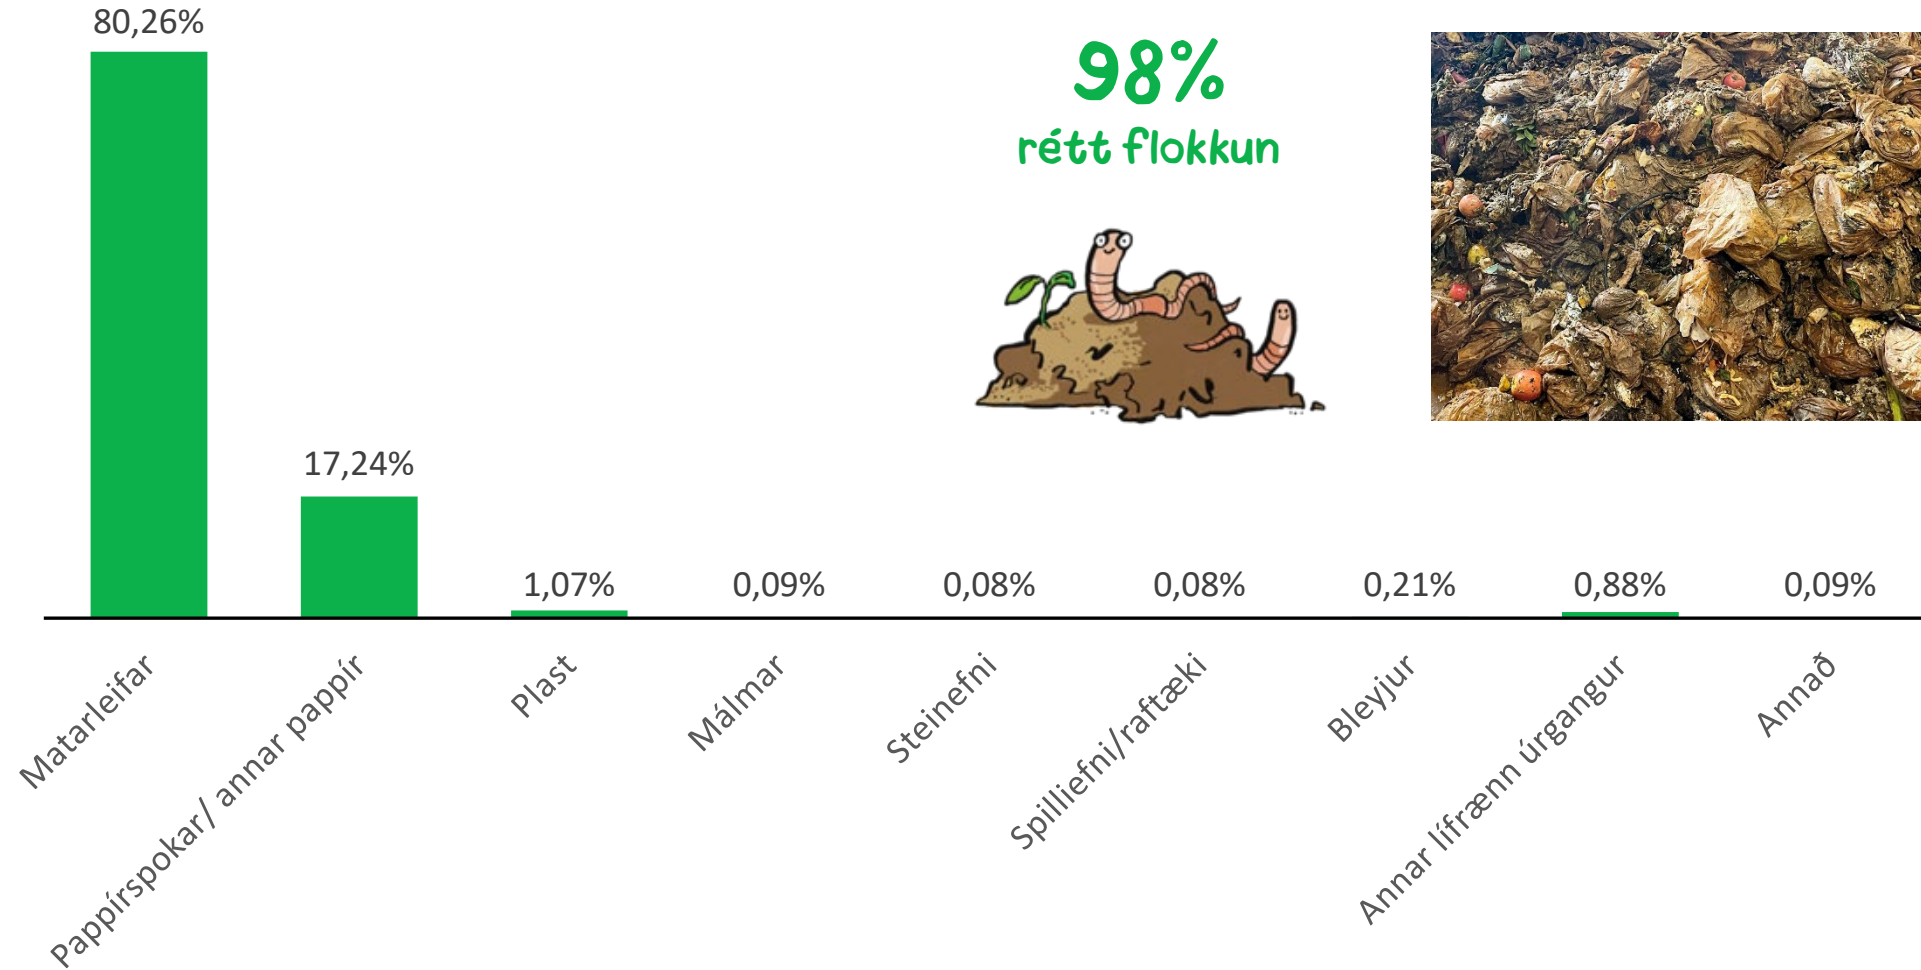 80,26%
17,24%
1,07%
0,09%
0,08%
0,08%
0,21%
0,88%
0,09%
98%
rétt flokkun
Matarleifar
Pappírspokar/ annar pappír
Plast
Málmar
Steinefni
Spilliefni/raftæki
Bleyjur
Annar lífrænn úrgangur
Annað